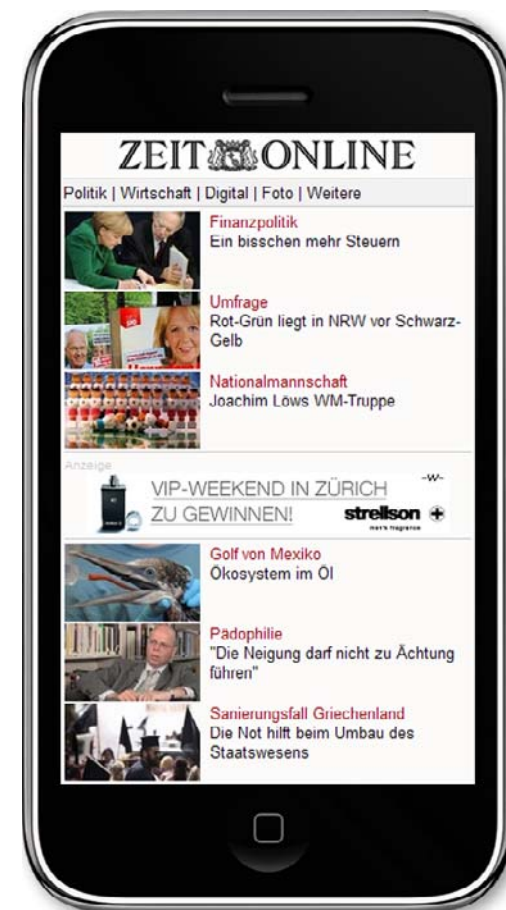 ZEIT ONLINE
Politik | Wirtschaft | Digital | Foto | Weitere
Finanzpolitik
Ein bisschen mehr Steuern
Umfrage
Rot-Grün liegt in NRW vor Schwarz-
Gelb
Nationalmannschaft
Joachim Löws WM-Truppe
Anzeige
VIP-WEEKEND IN ZÜRICH
ZU GEWINNEN!
-W-
strellson +
men's fragrance
Golf von Mexiko
Ökosystem im Öl
Pädophilie
"Die Neigung darf nicht zu Ächtung
führen"
Sanierungsfall Griechenland
Die Not hilft beim Umbau des
Staatswesens